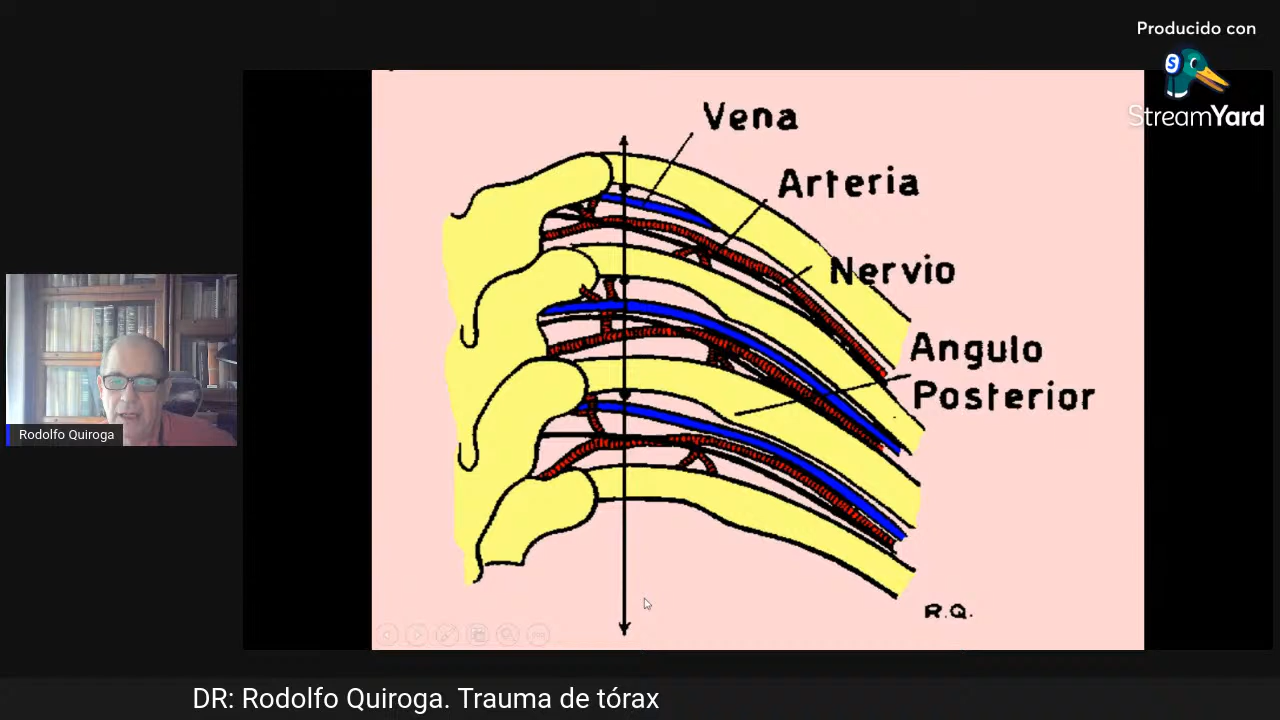 Producido con
StreamYard
Vena
Arteria
Nervio
Angulo
Posterior
R.Q.
Rodolfo Quiroga
DR: Rodolfo Quiroga. Trauma de tórax